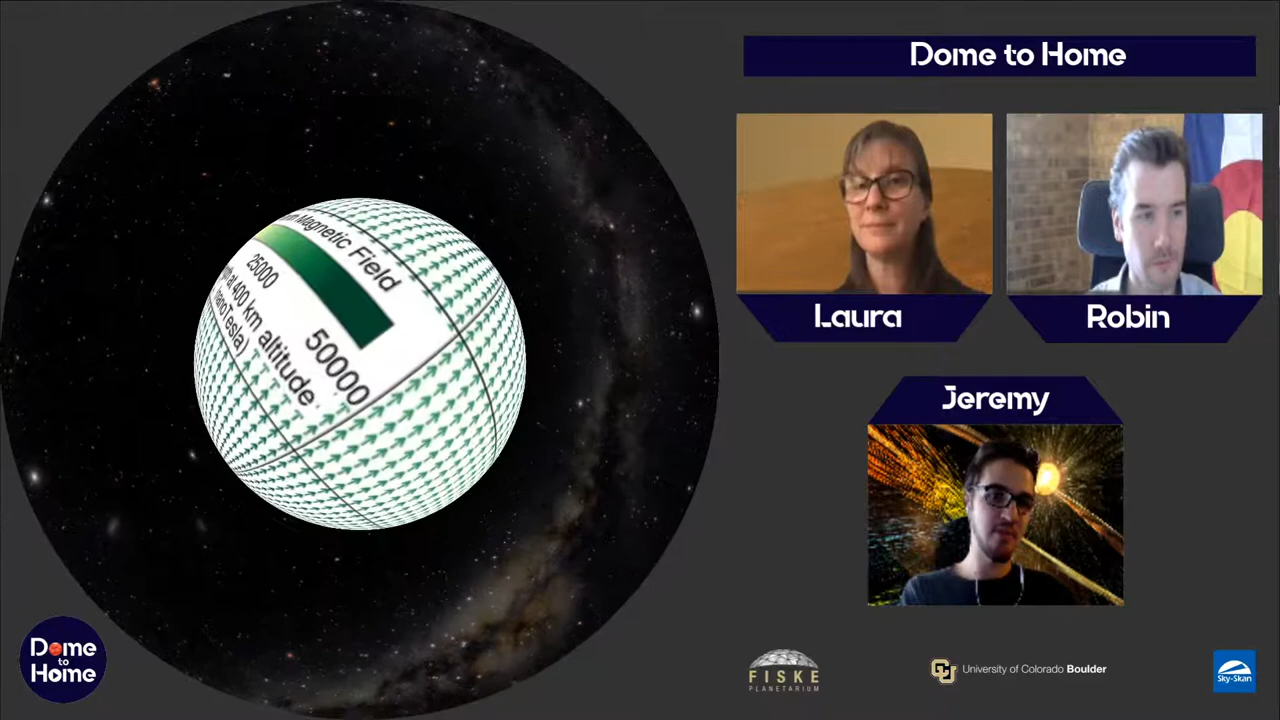 Magnetic Field
25000
50000
at 400 km altitude
nanoTesla)
Dome to Home
Laura
Robin
Jeremy
Dome
to
Home
FISKE
PLANETARIUM
CU
University of Colorado Boulder
Sky-Skan